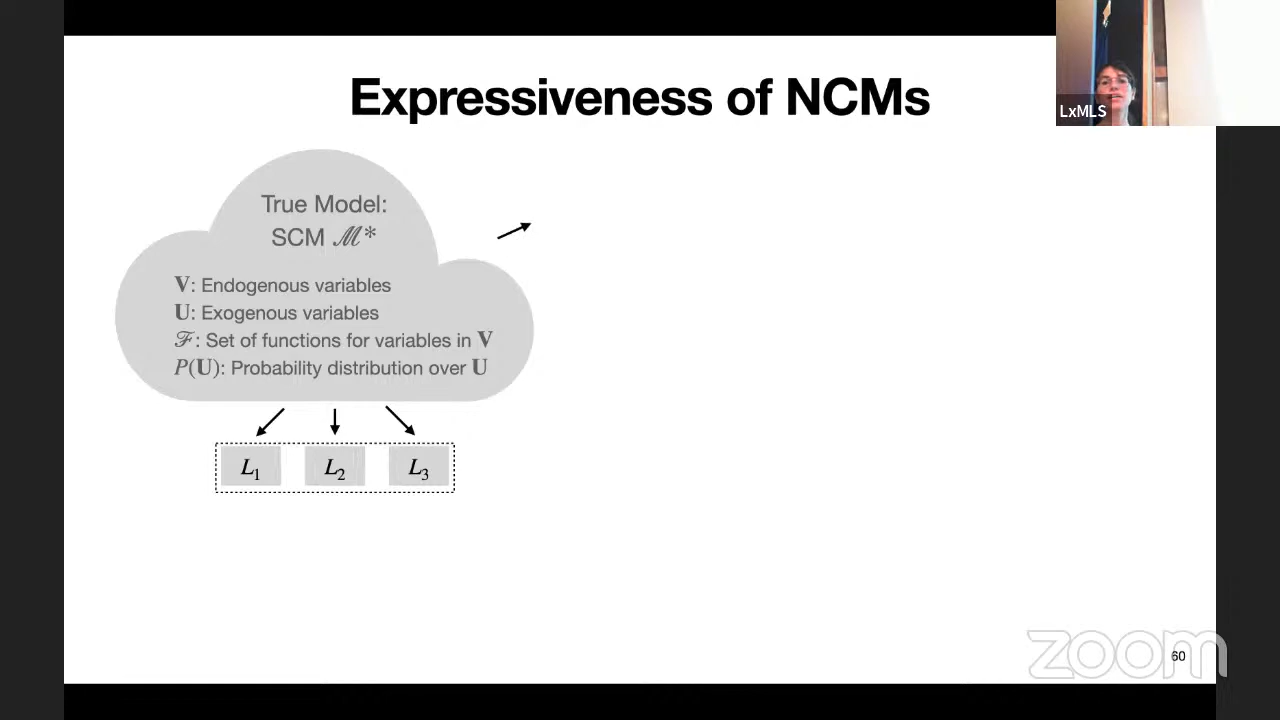 Expressiveness of NCMs
LxMLS
True Model:
SCM ℳ*
V: Endogenous variables
U: Exogenous variables
ℱ: Set of functions for variables in V
P(U): Probability distribution over U
L₁ L₂ L₃
zoom
60